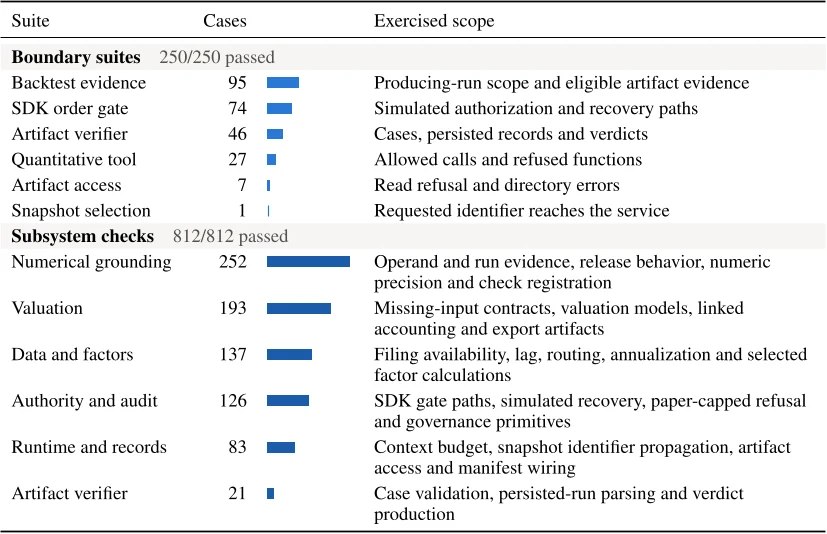 Suite Cases Exercised scope
Boundary suites 250/250 passed
Backtest evidence 95 Producing-run scope and eligible artifact evidence
SDK order gate 74 Simulated authorization and recovery paths
Artifact verifier 46 Cases, persisted records and verdicts
Quantitative tool 27 Allowed calls and refused functions
Artifact access 7 Read refusal and directory errors
Snapshot selection 1 Requested identifier reaches the service
Subsystem checks 812/812 passed
Numerical grounding 252 Operand and run evidence, release behavior, numeric
precision and check registration
Valuation 193 Missing-input contracts, valuation models, linked
accounting and export artifacts
Data and factors 137 Filing availability, lag, routing, annualization and selected
factor calculations
Authority and audit 126 SDK gate paths, simulated recovery, paper-capped refusal
and governance primitives
Runtime and records 83 Context budget, snapshot identifier propagation, artifact
access and manifest wiring
Artifact verifier 21 Case validation, persisted-run parsing and verdict
production